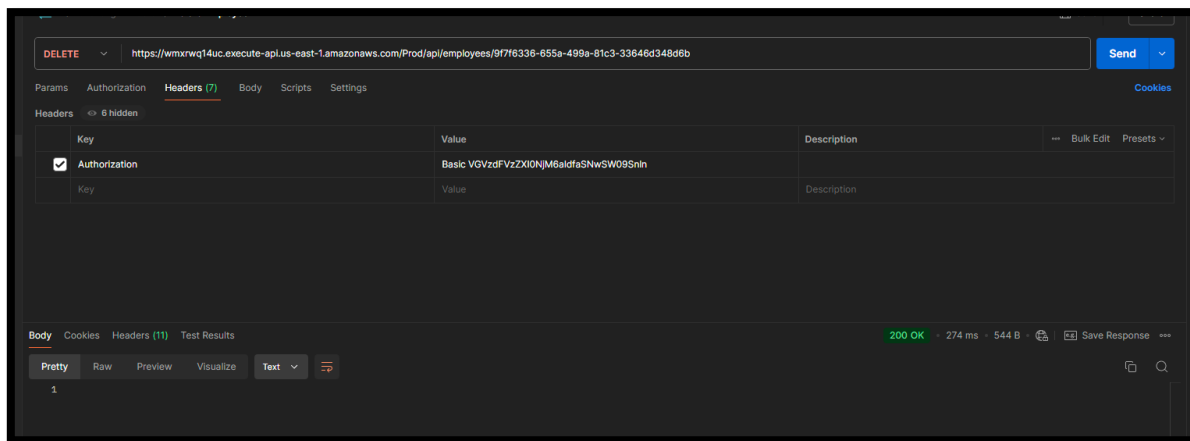 DELETE https://wmxrwq14uc.execute-api.us-east-1.amazonaws.com/Prod/api/employees/9f7f6336-655a-499a-81c3-33646d348d6b Send
Params Authorization Headers (7) Body Scripts Settings Cookies
Headers 6 hidden
Key Value Description Bulk Edit Presets
Authorization Basic VGVzdFVzZXI0NjM6aldfaSNwSW09Snln
Key Value Description
Body Cookies Headers (11) Test Results 200 OK 274 ms 544 B Save Response
Pretty Raw Preview Visualize Text
1